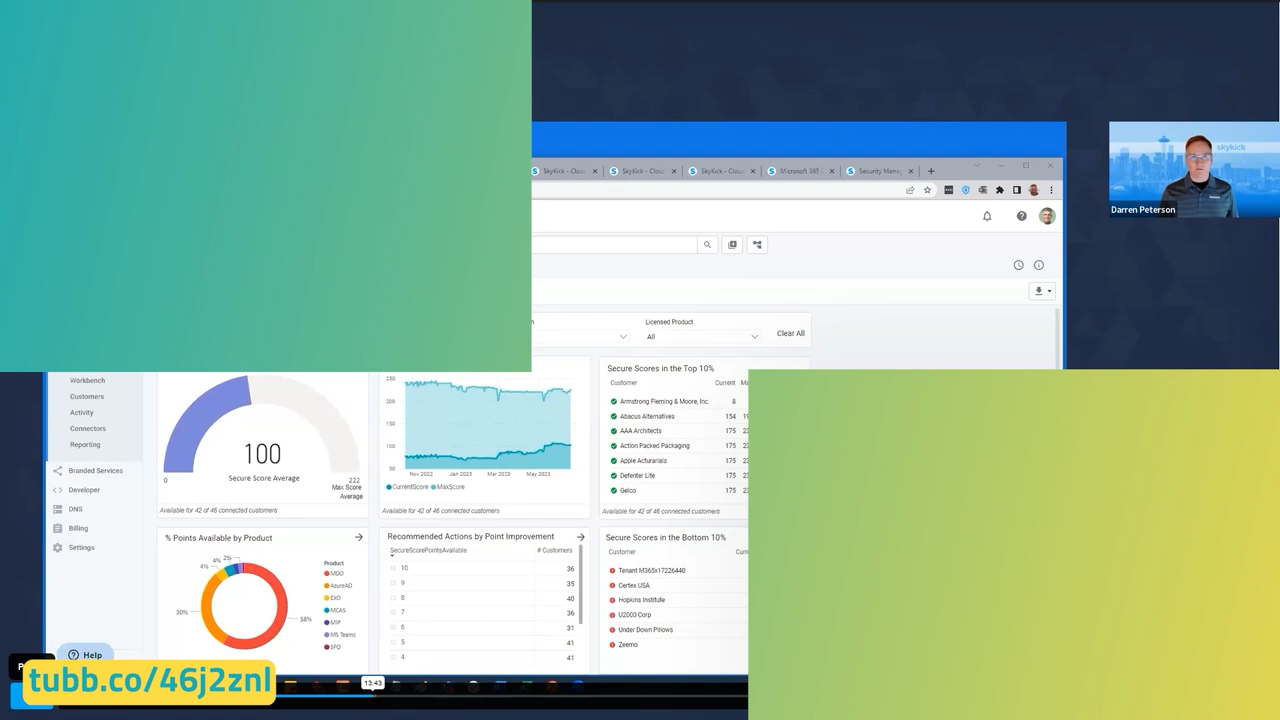 SkyKick - Clou
SkyKick - Clou
SkyKick - Clou
Microsoft 365
Security Mana
skykick
Darren Peterson
Licensed Product
All
Clear All
Workbench
Customers
Activity
Connectors
Reporting
Branded Services
Developer
DNS
Billing
Settings
Help
100
Secure Score Average
0
222
Max Score
Average
Available for 42 of 46 connected customers
250
200
150
100
50
Nov 2022 Jan 2023 Mar 2023 May 2023
CurrentScore MaxScore
Available for 42 of 46 connected customers
Secure Scores in the Top 10%
Customer Current
Armstrong Fleming & Moore, Inc. 8
Abacus Alternatives 154
AAA Architects 175
Action Packed Packaging 175
Apple Acturarials 175
Defenter Lite 175
Gelco 175
Available for 42 of 46 connected customers
% Points Available by Product
4% 4% 2%
30%
58%
Product
MDO
AzureAD
EXO
MCAS
MIP
MS Teams
SPO
Recommended Actions by Point Improvement
SecureScorePointsAvailable # Customers
10 36
9 35
8 40
7 36
6 31
5 41
4 41
Secure Scores in the Bottom 10%
Customer
Tenant M365x17226440
Certex USA
Hopkins Institute
U2000 Corp
Under Down Pillows
Zeemo
tubb.co/46j2znl
13:43